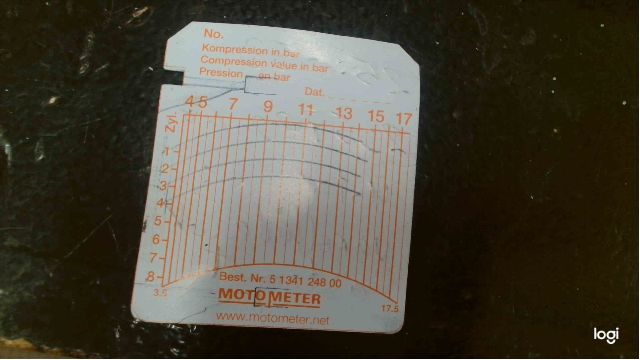 No.
Kompression in bar
Compression value in bar
Pression en bar
Dat.
4 5 7 9 11 13 15 17
Zyl.
1
2
3
4
5
6
7
8
3.5
17.5
Best. Nr. 5 1341 248 00
MOTOMETER
www.motometer.net
logi